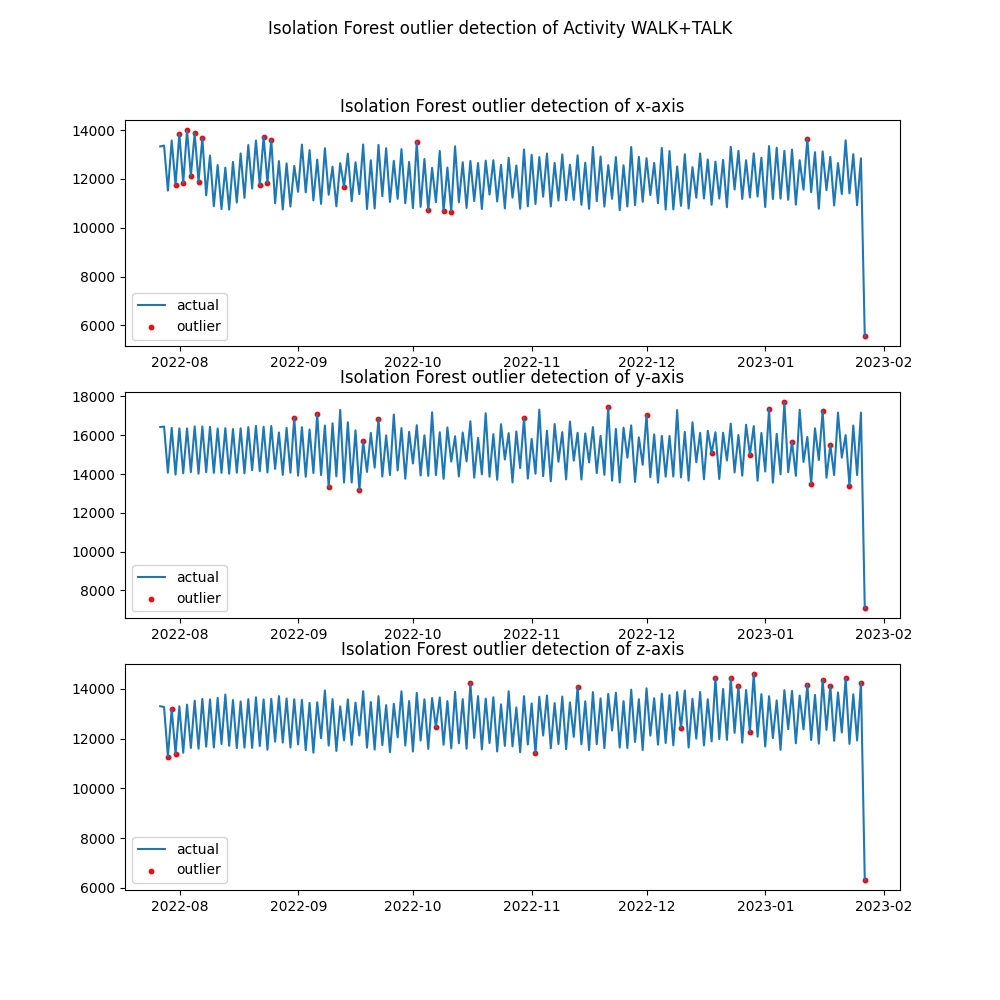 Isolation Forest outlier detection of Activity WALK+TALK
Isolation Forest outlier detection of x-axis
14000
12000
10000
8000
6000
actual
outlier
2022-08 2022-09 2022-10 2022-11 2022-12 2023-01 2023-02
Isolation Forest outlier detection of y-axis
18000
16000
14000
12000
10000
8000
actual
outlier
2022-08 2022-09 2022-10 2022-11 2022-12 2023-01 2023-02
Isolation Forest outlier detection of z-axis
14000
12000
10000
8000
6000
actual
outlier
2022-08 2022-09 2022-10 2022-11 2022-12 2023-01 2023-02